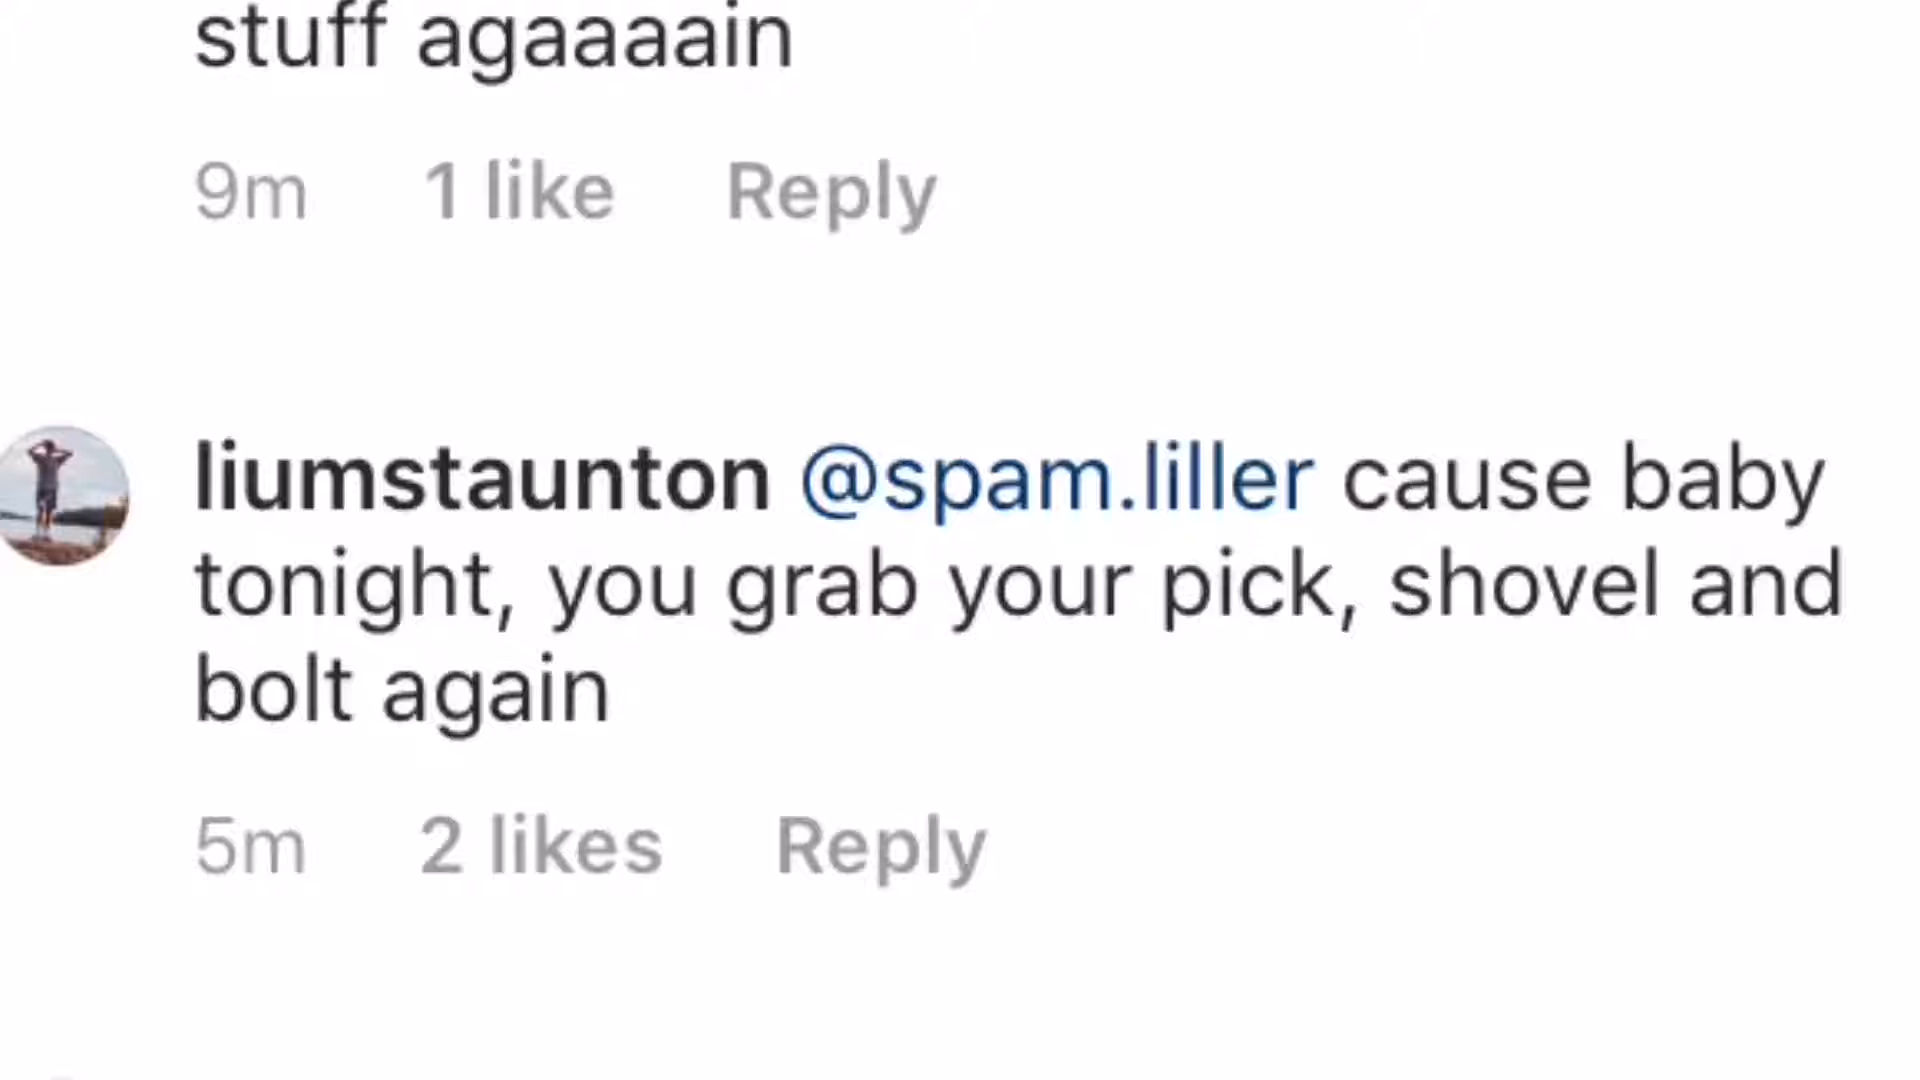 stuff agaaaain
9m 1 like Reply
liumstaunton @spam.liller cause baby
tonight, you grab your pick, shovel and
bolt again
5m 2 likes Reply